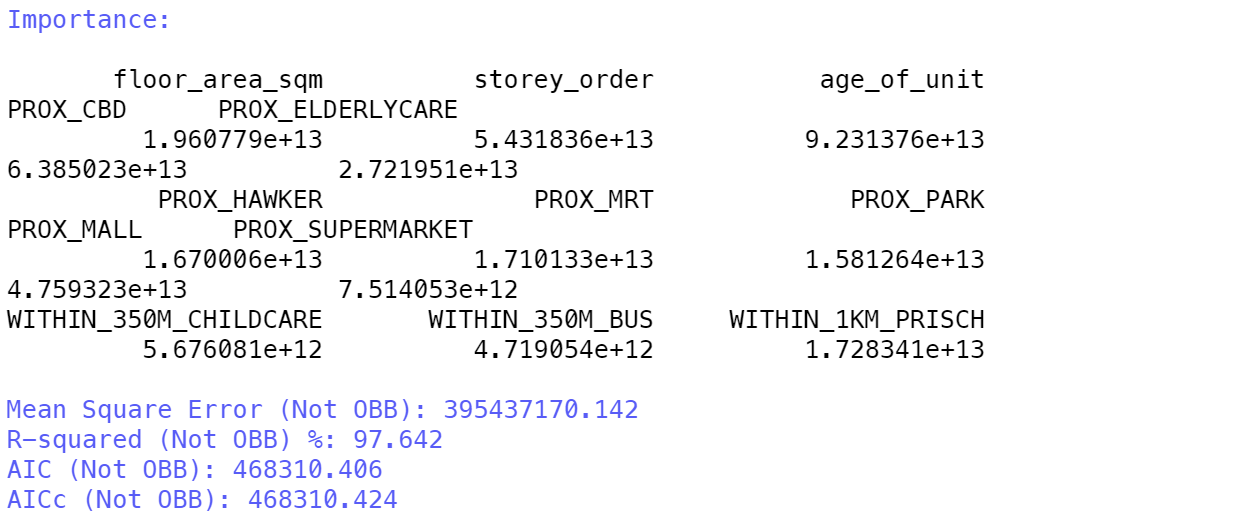 Importance:
floor_area_sqm storey_order age_of_unit
PROX_CBD PROX_ELDERLYCARE
1.960779e+13 5.431836e+13 9.231376e+13
6.385023e+13 2.721951e+13
PROX_HAWKER PROX_MRT PROX_PARK
PROX_MALL PROX_SUPERMARKET
1.670006e+13 1.710133e+13 1.581264e+13
4.759323e+13 7.514053e+12
WITHIN_350M_CHILDCARE WITHIN_350M_BUS WITHIN_1KM_PRISCH
5.676081e+12 4.719054e+12 1.728341e+13
Mean Square Error (Not OBB): 395437170.142
R-squared (Not OBB) %: 97.642
AIC (Not OBB): 468310.406
AICc (Not OBB): 468310.424